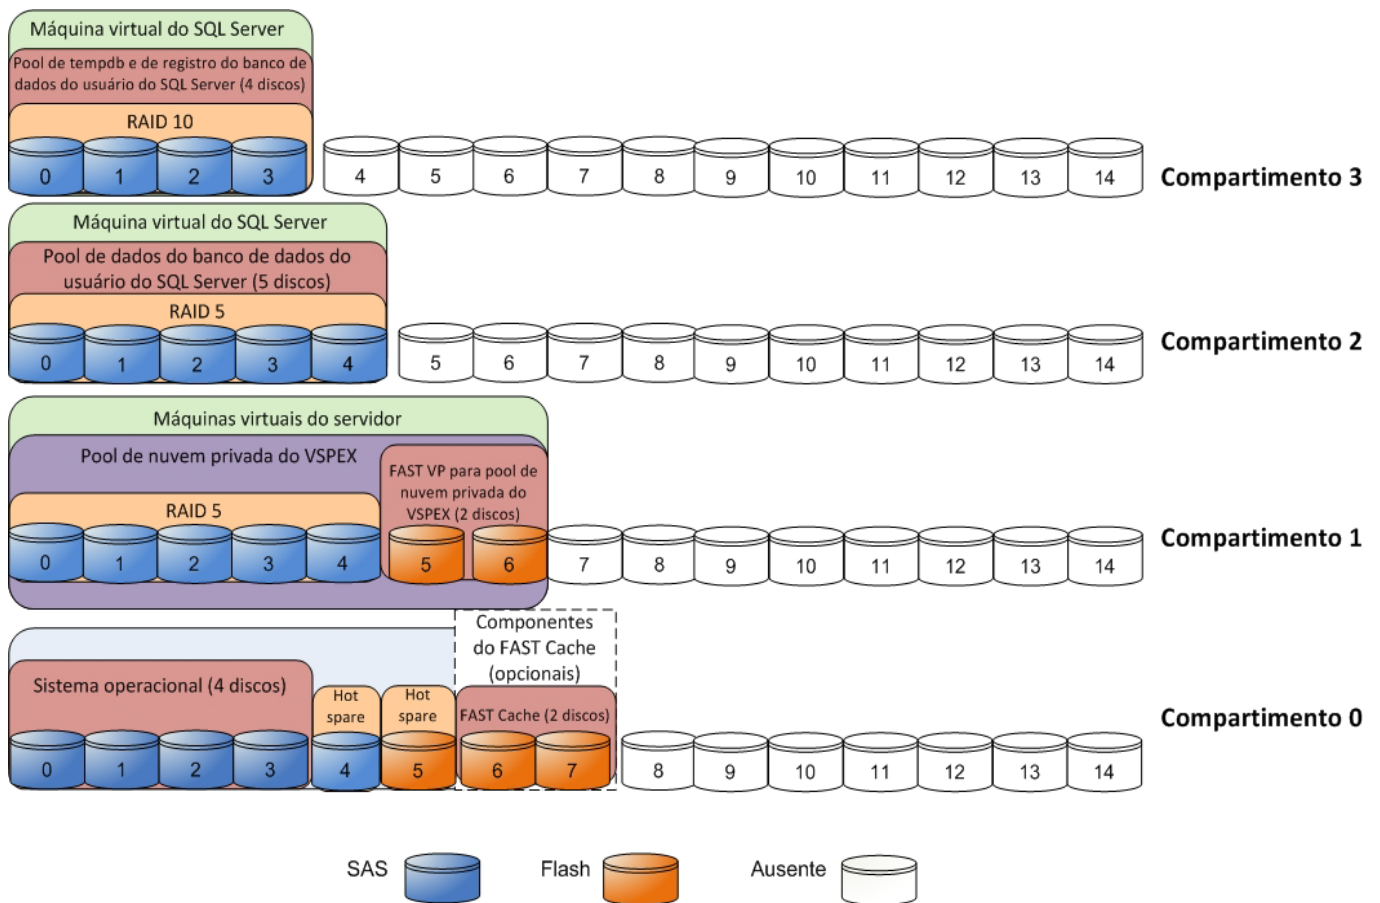 Máquina virtual do SQL Server
Pool de tempdb e de registro do banco de
dados do usuário do SQL Server (4 discos)
RAID 10
0 1 2 3 4 5 6 7 8 9 10 11 12 13 14
Compartimento 3
Máquina virtual do SQL Server
Pool de dados do banco de dados do
usuário do SQL Server (5 discos)
RAID 5
0 1 2 3 4 5 6 7 8 9 10 11 12 13 14
Compartimento 2
Máquinas virtuais do servidor
Pool de nuvem privada do VSPEX
FAST VP para pool de
nuvem privada do
VSPEX (2 discos)
RAID 5
0 1 2 3 4 5 6 7 8 9 10 11 12 13 14
Compartimento 1
Componentes
do FAST Cache
(opcionais)
Sistema operacional (4 discos)
Hot
spare
Hot
spare
FAST Cache (2 discos)
0 1 2 3 4 5 6 7 8 9 10 11 12 13 14
Compartimento 0
SAS
Flash
Ausente